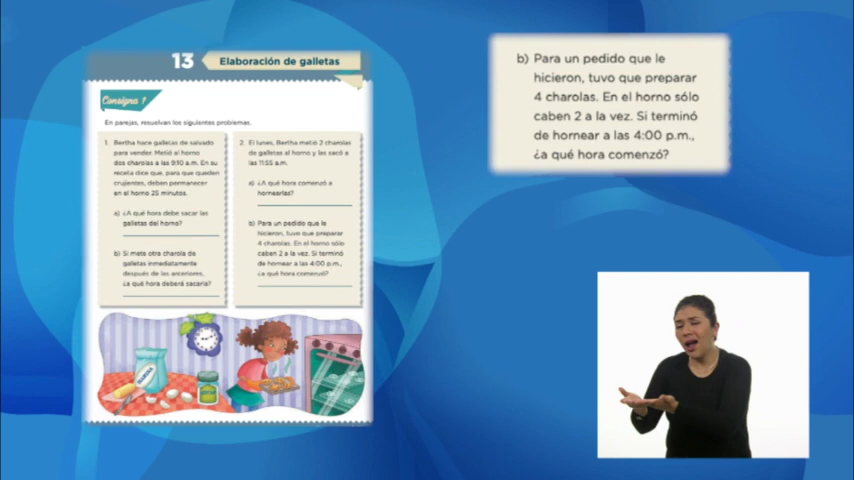 13
Elaboración de galletas
Consigna 1
En parejas, resuelvan los siguientes problemas.
1. Bertha hace galletas de salvado
para vender. Metió al horno
dos charolas a las 9:10 a.m. En su
receta dice que, para que queden
crujientes, deben permanecer
en el horno 25 minutos.
a) ¿A qué hora debe sacar las
galletas del horno?
b) Si mete otra charola de
galletas inmediatamente
después de las anteriores,
¿a qué hora deberá sacarla?
2. El lunes, Bertha metió 2 charolas
de galletas al horno y las sacó a
las 11:55 a.m.
a) ¿A qué hora comenzó a
hornearlas?
b) Para un pedido que le
hicieron, tuvo que preparar
4 charolas. En el horno sólo
caben 2 a la vez. Si terminó
de hornear a las 4:00 p.m.,
¿a qué hora comenzó?
HARINA
b) Para un pedido que le
hicieron, tuvo que preparar
4 charolas. En el horno sólo
caben 2 a la vez. Si terminó
de hornear a las 4:00 p.m.,
¿a qué hora comenzó?